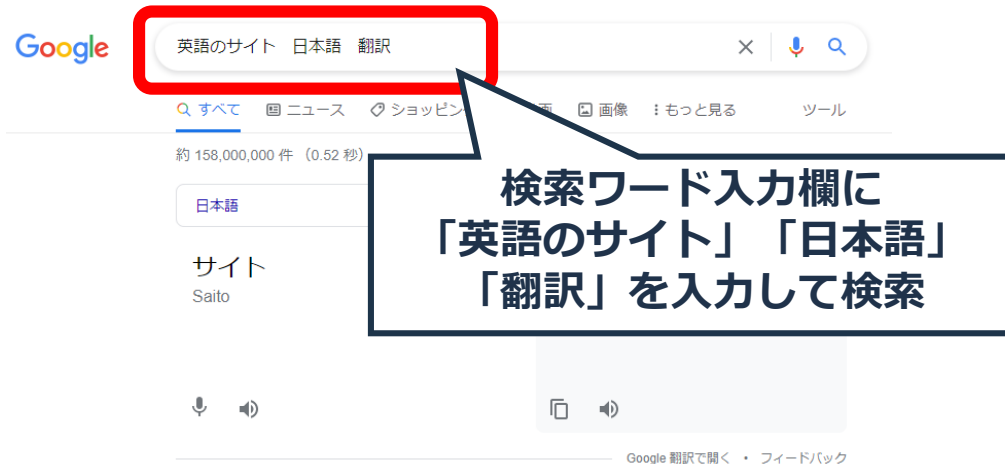 Google
英語のサイト　日本語　翻訳
すべて ニュース ショッピン 画 画像 もっと見る ツール
約 158,000,000 件 （0.52 秒）
日本語
検索ワード入力欄に
「英語のサイト」「日本語」
「翻訳」を入力して検索
サイト
Saito
Google 翻訳で開く ・ フィードバック